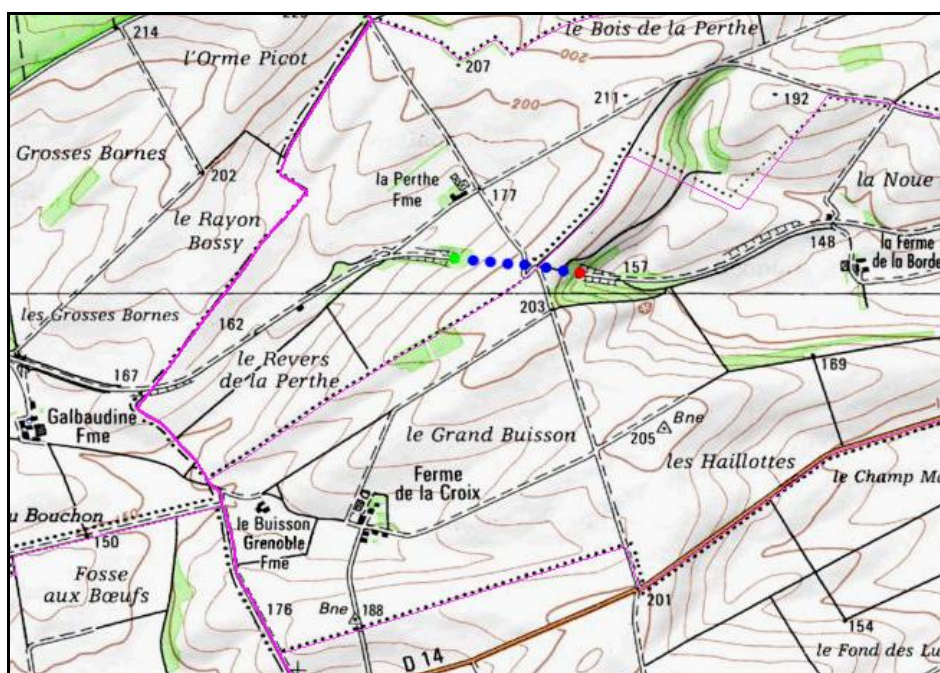 214
l'Orme Picot
le Bois de la Perthe
207
200
200
211
192
Grosses Bornes
202
la Perthe
Fme
177
la Noue
le Rayon
Bossy
148
la Ferme
de la Borde
157
203
les Grosses Bornes
162
le Revers
de la Perthe
167
169
Galbaudine
Fme
le Grand Buisson
Bne
205
les Haillottes
Ferme
de la Croix
le Champ Ma
u Bouchon
150
le Buisson
Grenoble
Fme
Fosse
aux Bœufs
176
Bne
188
201
154
D 14
le Fond des Lu